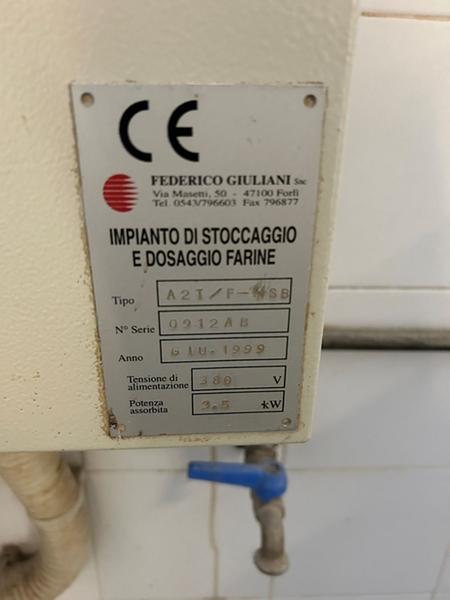 CE
FEDERICO GIULIANI Snc
Via Masetti, 50 - 47100 Forlì
Tel. 0543/796603 Fax 796877
IMPIANTO DI STOCCAGGIO
E DOSAGGIO FARINE
Tipo
N° Serie 0912AB
Anno GIU.1999
Tensione di alimentazione 380 V
Potenza assorbita 3.5 kW